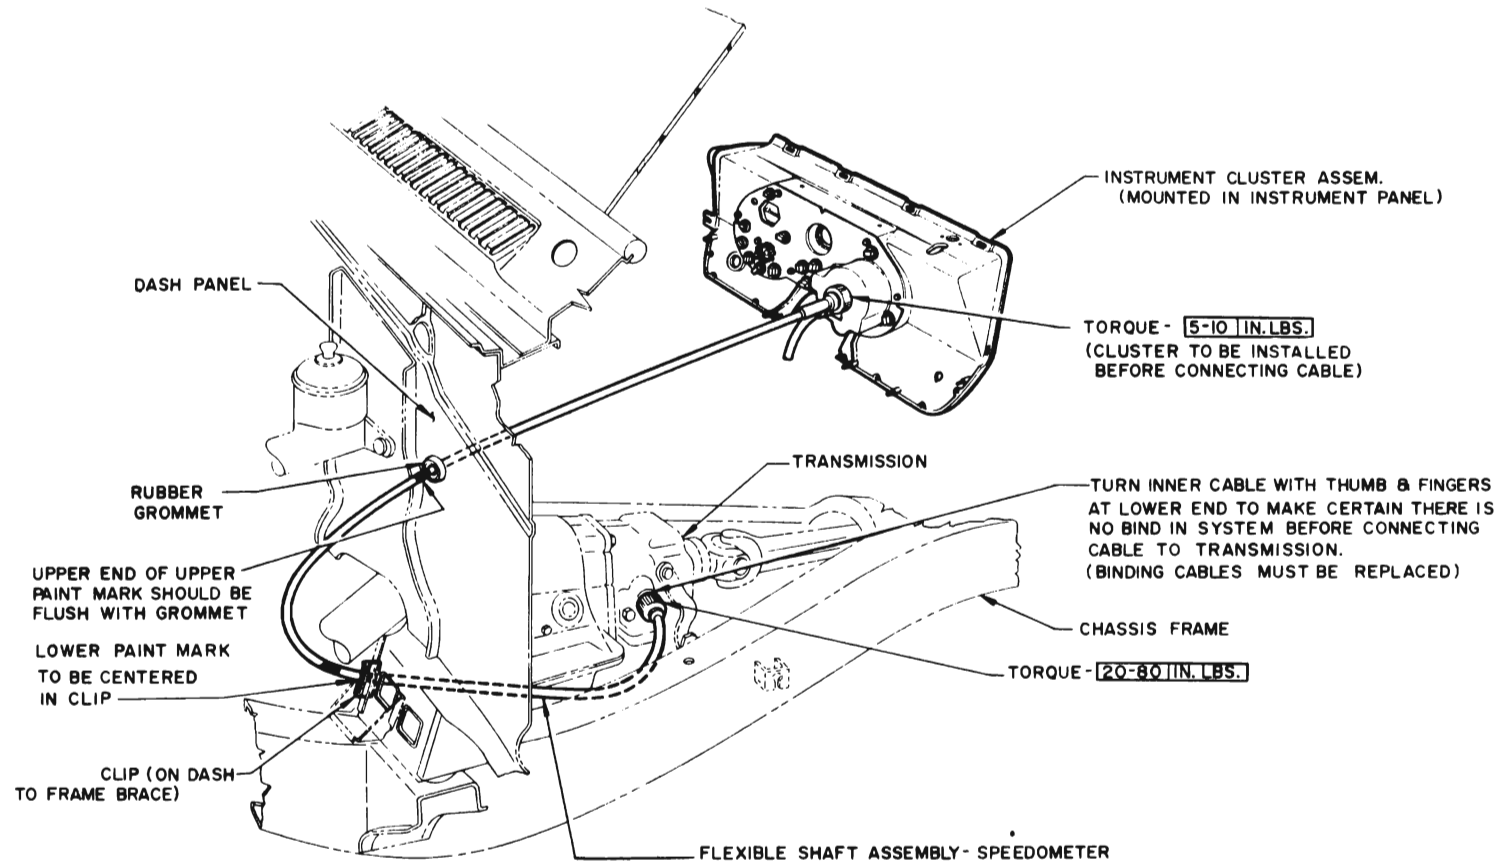 INSTRUMENT CLUSTER ASSEM.
(MOUNTED IN INSTRUMENT PANEL)
DASH PANEL
TORQUE- 5-10 IN. LBS.
(CLUSTER TO BE INSTALLED
BEFORE CONNECTING CABLE)
TRANSMISSION
RUBBER
GROMMET
TURN INNER CABLE WITH THUMB & FINGERS
AT LOWER END TO MAKE CERTAIN THERE IS
NO BIND IN SYSTEM BEFORE CONNECTING
CABLE TO TRANSMISSION.
(BINDING CABLES MUST BE REPLACED)
UPPER END OF UPPER
PAINT MARK SHOULD BE
FLUSH WITH GROMMET
CHASSIS FRAME
LOWER PAINT MARK
TO BE CENTERED
IN CLIP
TORQUE- 20-80 IN. LBS.
CLIP (ON DASH
TO FRAME BRACE)
FLEXIBLE SHAFT ASSEMBLY- SPEEDOMETER